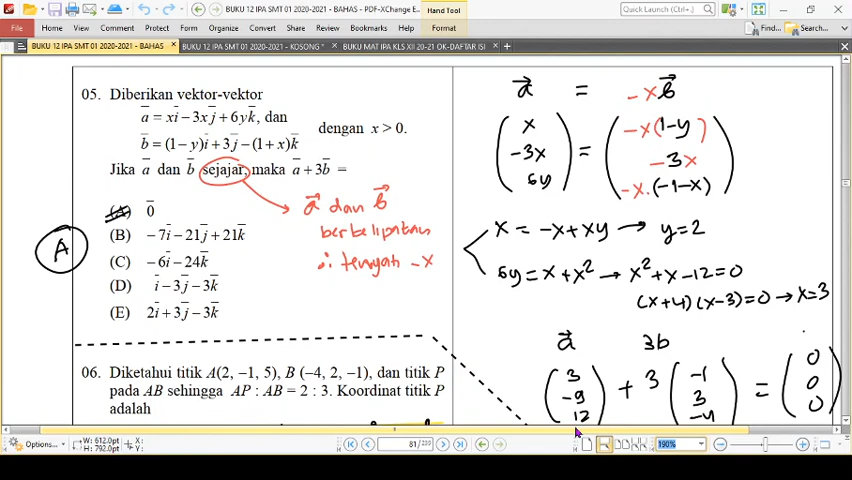 BUKU 12 IPA SMT 01 2020-2021 - BAHAS - PDF-XChange E
Hand Tool
Quick Launch (Ctrl+.)
File Home View Comment Protect Form Organize Convert Share Review Bookmarks Help Format
Find... Search...
BUKU 12 IPA SMT 01 2020-2021 - BAHAS × BUKU 12 IPA SMT 01 2020-2021 - KOSONG * × BUKU MAT IPA KLS XII 20-21 OK-DAFTAR ISI ×
05. Diberikan vektor-vektor
a̅ = xi̅ − 3xj̅ + 6yk̅, dan
b̅ = (1−y)i̅ + 3j̅ − (1+x)k̅ dengan x > 0.
Jika a̅ dan b̅ sejajar, maka a̅ + 3b̅ =
(A) 0̅
(B) −7i̅ − 21j̅ + 21k̅
(C) −6i̅ − 24k̅
(D) i̅ − 3j̅ − 3k̅
(E) 2i̅ + 3j̅ − 3k̅
A
a⃗ dan b⃗
berkelipatan
∴ ternyata −x
06. Diketahui titik A(2, −1, 5), B (−4, 2, −1), dan titik P
pada AB sehingga AP : AB = 2 : 3. Koordinat titik P
adalah
a⃗ = −x b⃗
x = −x(1−y)
−3x −3x
6y −x.(−1−x)
x = −x + xy → y = 2
6y = x + x² → x² + x − 12 = 0
(x+4)(x−3) = 0 → x = 3
a⃗ 3b
3 −1 0
−9 + 3 3 = 0
12 −4 0
Options... W: 612.0pt H: 792.0pt X: Y: 81/239 190%